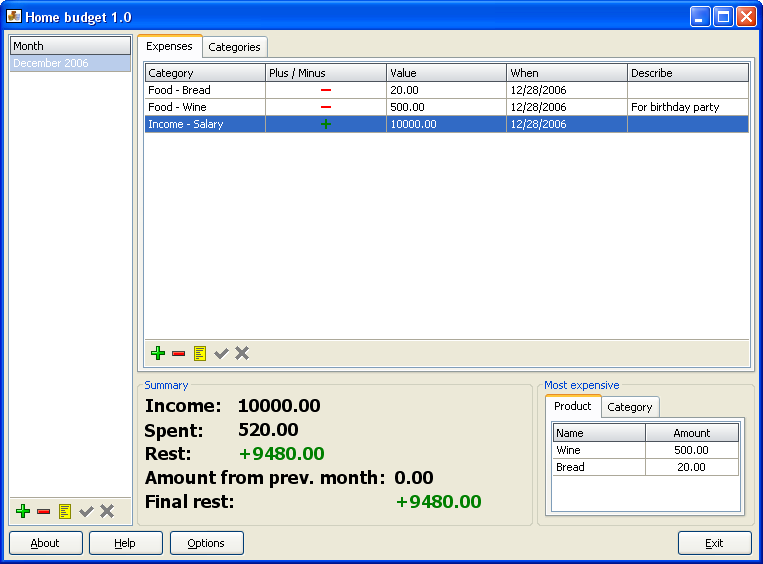 Home budget 1.0
Month
December 2006
Expenses Categories
Category Plus / Minus Value When Describe
Food - Bread 20.00 12/28/2006
Food - Wine 500.00 12/28/2006 For birthday party
Income - Salary 10000.00 12/28/2006
Summary
Income: 10000.00
Spent: 520.00
Rest: +9480.00
Amount from prev. month: 0.00
Final rest: +9480.00
Most expensive
Product Category
Name Amount
Wine 500.00
Bread 20.00
About Help Options Exit